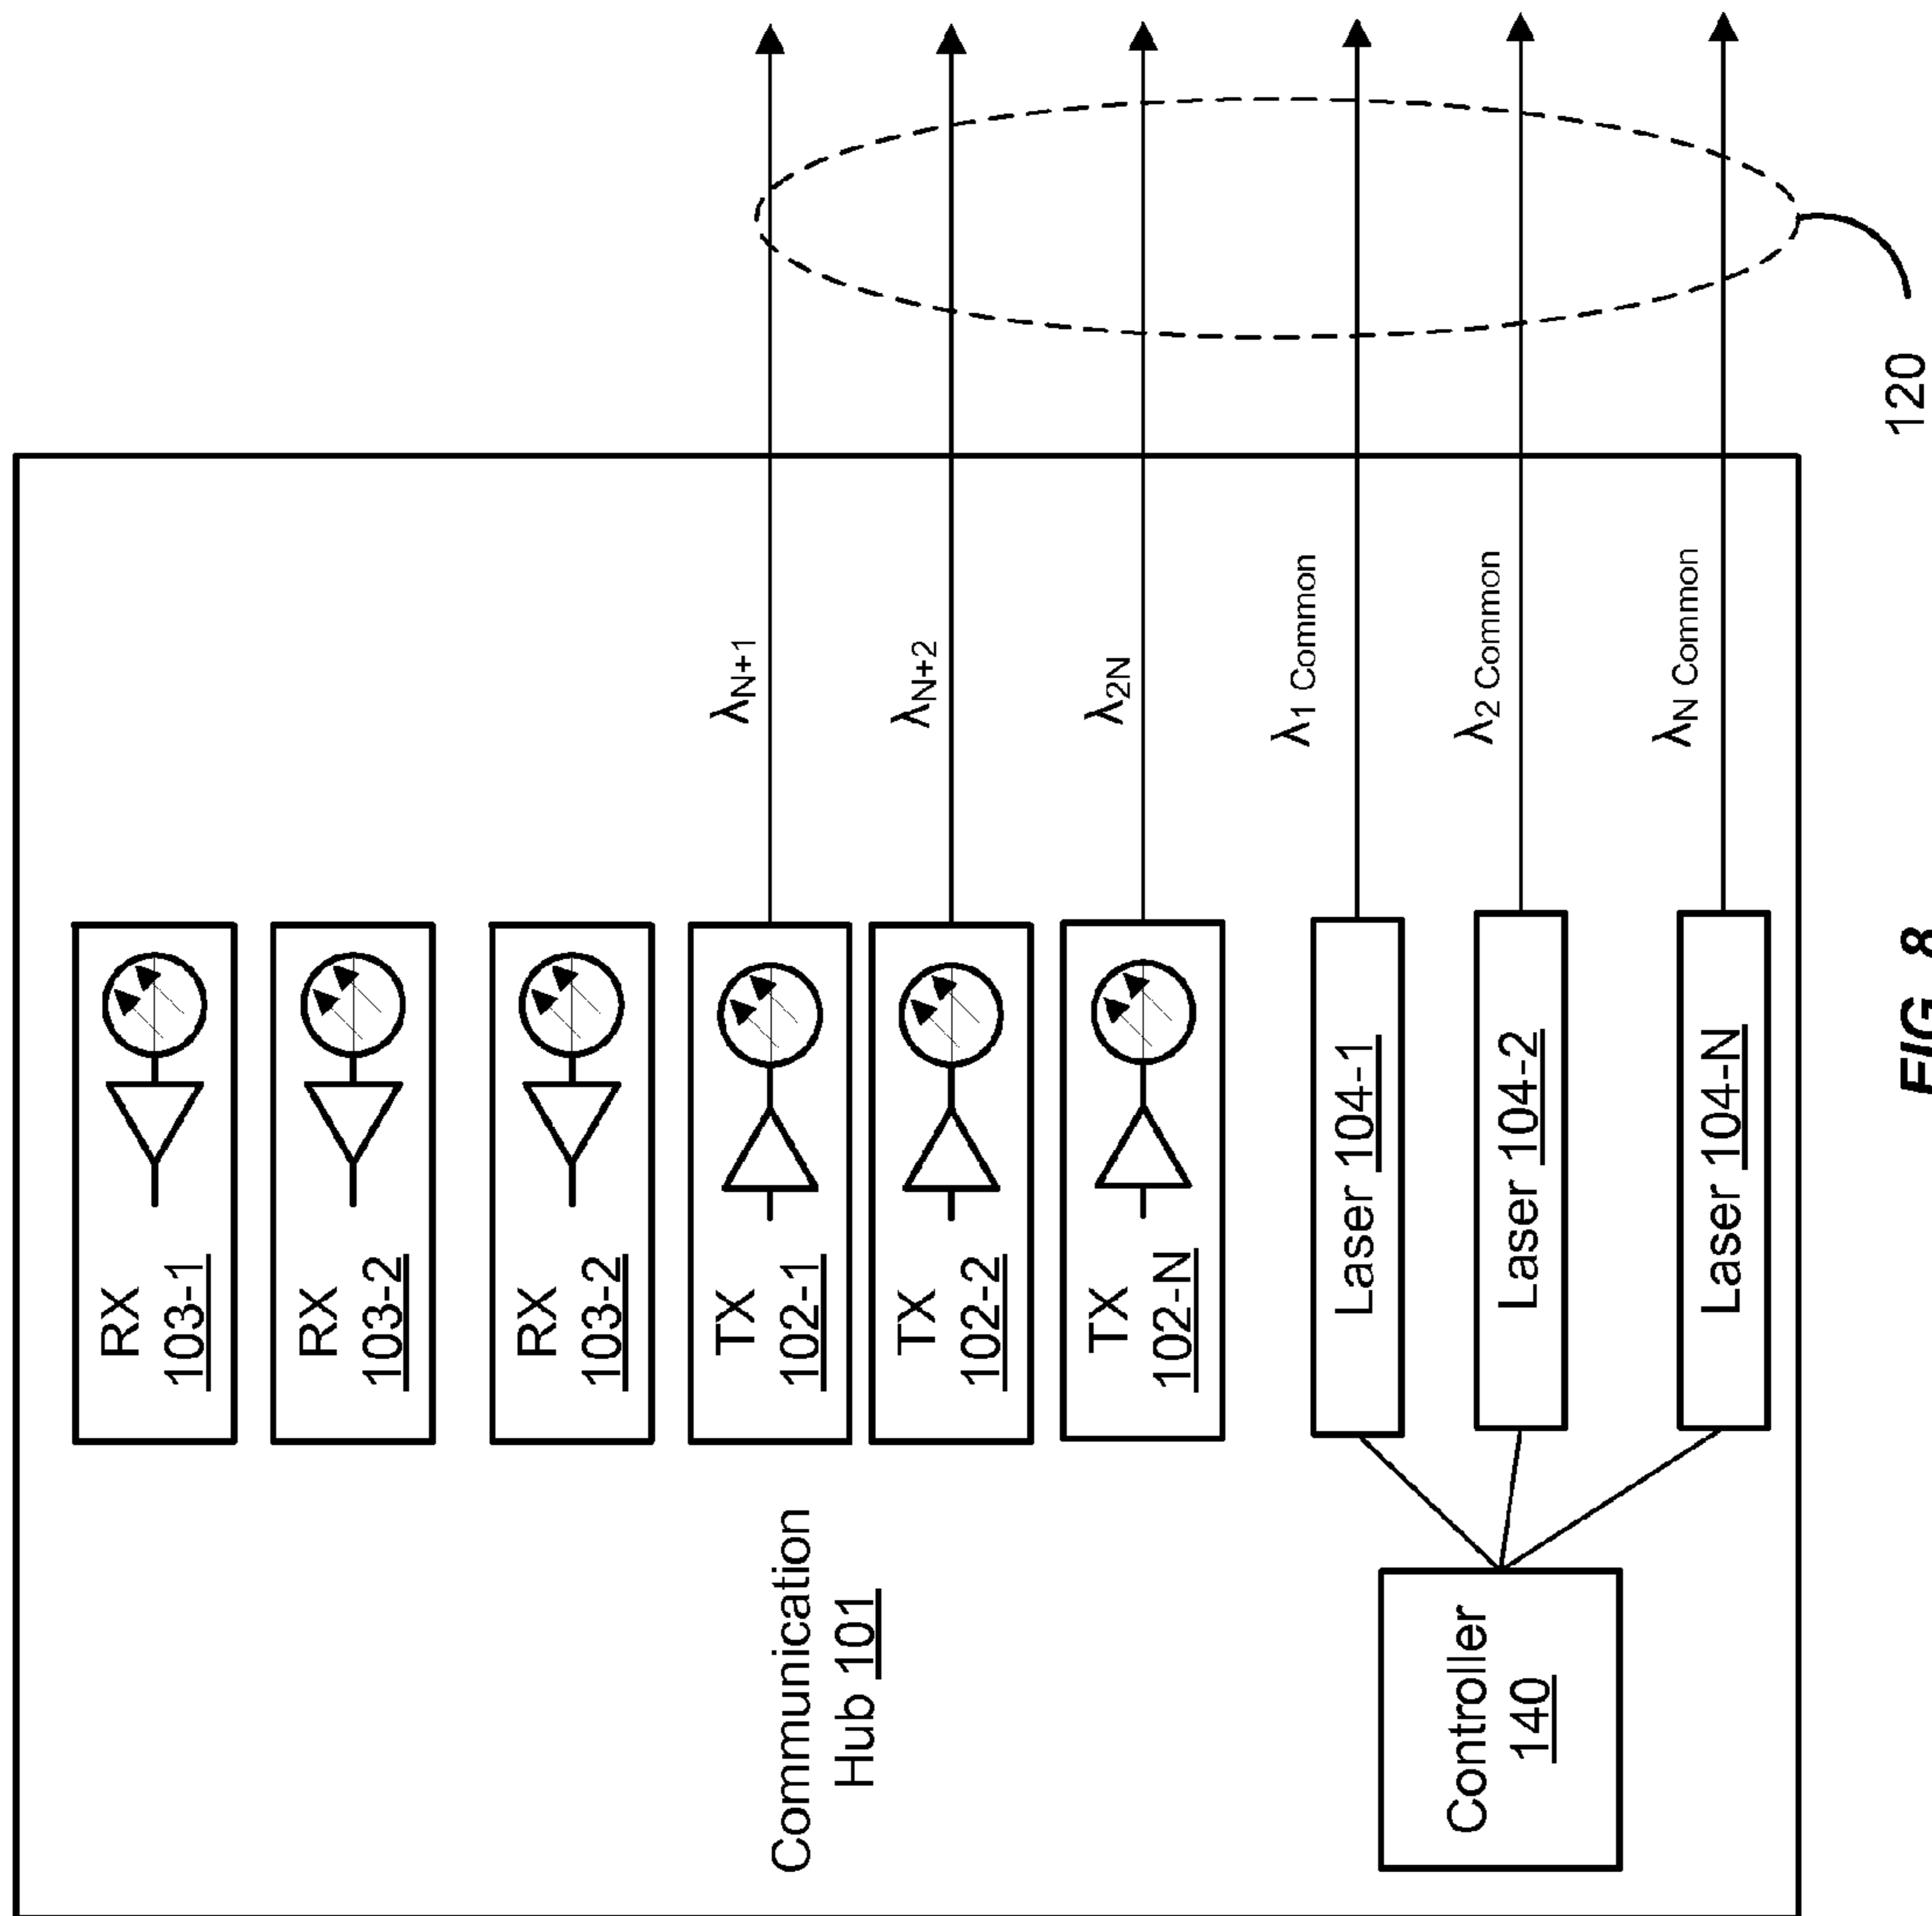 RX
103-1
RX
103-2
RX
103-2
TX
102-1
TX
102-2
TX
102-N
Communication
Hub 101
Controller
140
Laser 104-1
Laser 104-2
Laser 104-N
λN+1
λN+2
λ2N
λ1 Common
λ2 Common
λN Common
120
FIG. 8